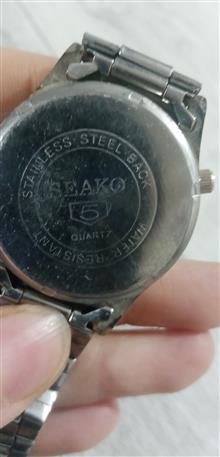 STAINLESS STEEL BACK
SEAKO
5
QUARTZ
WATER RESISTANT